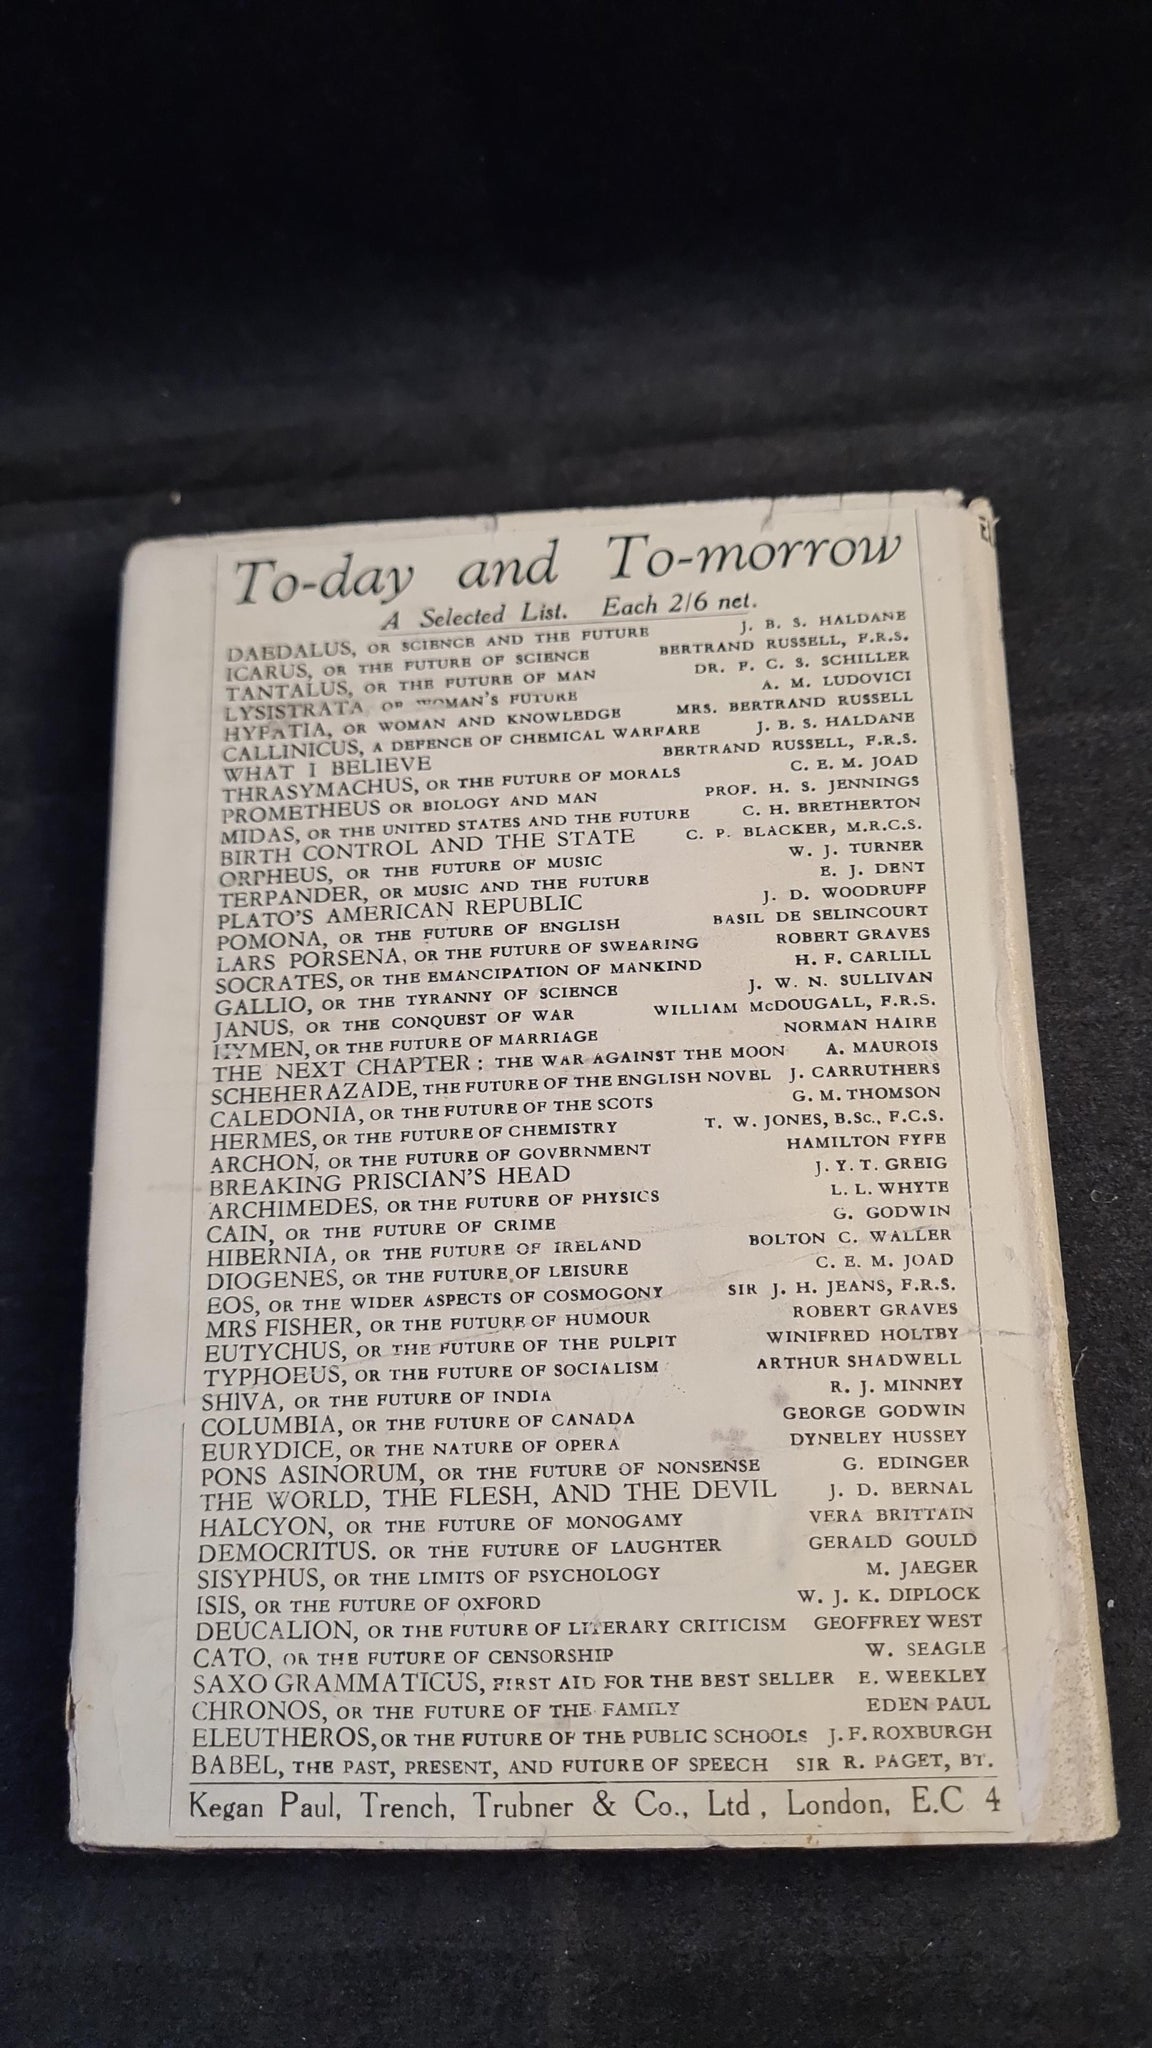 To-day and To-morrow
A Selected List. Each 2/6 net.
DAEDALUS, OR SCIENCE AND THE FUTURE J. B. S. HALDANE
ICARUS, OR THE FUTURE OF SCIENCE BERTRAND RUSSELL, F.R.S.
TANTALUS, OR THE FUTURE OF MAN DR. F. C. S. SCHILLER
LYSISTRATA OR WOMAN'S FUTURE A. M. LUDOVICI
HYPATIA, OR WOMAN AND KNOWLEDGE MRS. BERTRAND RUSSELL
CALLINICUS, A DEFENCE OF CHEMICAL WARFARE J. B. S. HALDANE
WHAT I BELIEVE BERTRAND RUSSELL, F.R.S.
THRASYMACHUS, OR THE FUTURE OF MORALS C. E. M. JOAD
PROMETHEUS OR BIOLOGY AND MAN PROF. H. S. JENNINGS
MIDAS, OR THE UNITED STATES AND THE FUTURE C. H. BRETHERTON
BIRTH CONTROL AND THE STATE C. P. BLACKER, M.R.C.S.
ORPHEUS, OR THE FUTURE OF MUSIC W. J. TURNER
TERPANDER, OR MUSIC AND THE FUTURE E. J. DENT
PLATO'S AMERICAN REPUBLIC J. D. WOODRUFF
POMONA, OR THE FUTURE OF ENGLISH BASIL DE SELINCOURT
LARS PORSENA, OR THE FUTURE OF SWEARING ROBERT GRAVES
SOCRATES, OR THE EMANCIPATION OF MANKIND H. F. CARLILL
GALLIO, OR THE TYRANNY OF SCIENCE J. W. N. SULLIVAN
JANUS, OR THE CONQUEST OF WAR WILLIAM McDOUGALL, F.R.S.
HYMEN, OR THE FUTURE OF MARRIAGE NORMAN HAIRE
THE NEXT CHAPTER: THE WAR AGAINST THE MOON A. MAUROIS
SCHEHERAZADE, THE FUTURE OF THE ENGLISH NOVEL J. CARRUTHERS
CALEDONIA, OR THE FUTURE OF THE SCOTS G. M. THOMSON
HERMES, OR THE FUTURE OF CHEMISTRY T. W. JONES, B.Sc., F.C.S.
ARCHON, OR THE FUTURE OF GOVERNMENT HAMILTON FYFE
BREAKING PRISCIAN'S HEAD J. Y. T. GREIG
ARCHIMEDES, OR THE FUTURE OF PHYSICS L. L. WHYTE
CAIN, OR THE FUTURE OF CRIME G. GODWIN
HIBERNIA, OR THE FUTURE OF IRELAND BOLTON C. WALLER
DIOGENES, OR THE FUTURE OF LEISURE C. E. M. JOAD
EOS, OR THE WIDER ASPECTS OF COSMOGONY SIR J. H. JEANS, F.R.S.
MRS FISHER, OR THE FUTURE OF HUMOUR ROBERT GRAVES
EUTYCHUS, OR THE FUTURE OF THE PULPIT WINIFRED HOLTBY
TYPHOEUS, OR THE FUTURE OF SOCIALISM ARTHUR SHADWELL
SHIVA, OR THE FUTURE OF INDIA R. J. MINNEY
COLUMBIA, OR THE FUTURE OF CANADA GEORGE GODWIN
EURYDICE, OR THE NATURE OF OPERA DYNELEY HUSSEY
PONS ASINORUM, OR THE FUTURE OF NONSENSE G. EDINGER
THE WORLD, THE FLESH, AND THE DEVIL J. D. BERNAL
HALCYON, OR THE FUTURE OF MONOGAMY VERA BRITTAIN
DEMOCRITUS. OR THE FUTURE OF LAUGHTER GERALD GOULD
SISYPHUS, OR THE LIMITS OF PSYCHOLOGY M. JAEGER
ISIS, OR THE FUTURE OF OXFORD W. J. K. DIPLOCK
DEUCALION, OR THE FUTURE OF LITERARY CRITICISM GEOFFREY WEST
CATO, OR THE FUTURE OF CENSORSHIP W. SEAGLE
SAXO GRAMMATICUS, FIRST AID FOR THE BEST SELLER E. WEEKLEY
CHRONOS, OR THE FUTURE OF THE FAMILY EDEN PAUL
ELEUTHEROS, OR THE FUTURE OF THE PUBLIC SCHOOLS J. F. ROXBURGH
BABEL, THE PAST, PRESENT, AND FUTURE OF SPEECH SIR R. PAGET, BT.
Kegan Paul, Trench, Trubner & Co., Ltd, London, E.C 4